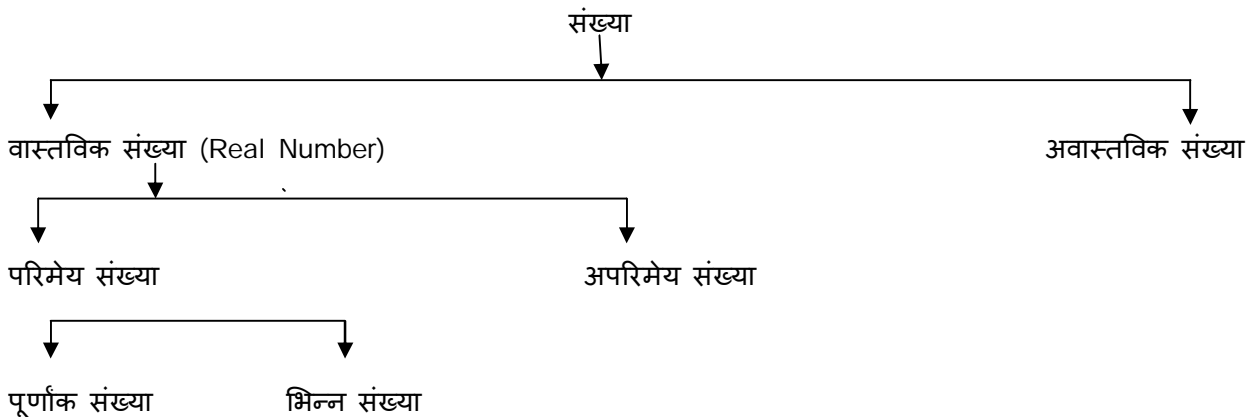 संख्या
वास्तविक संख्या (Real Number) अवास्तविक संख्या
परिमेय संख्या अपरिमेय संख्या
पूर्णांक संख्या भिन्न संख्या